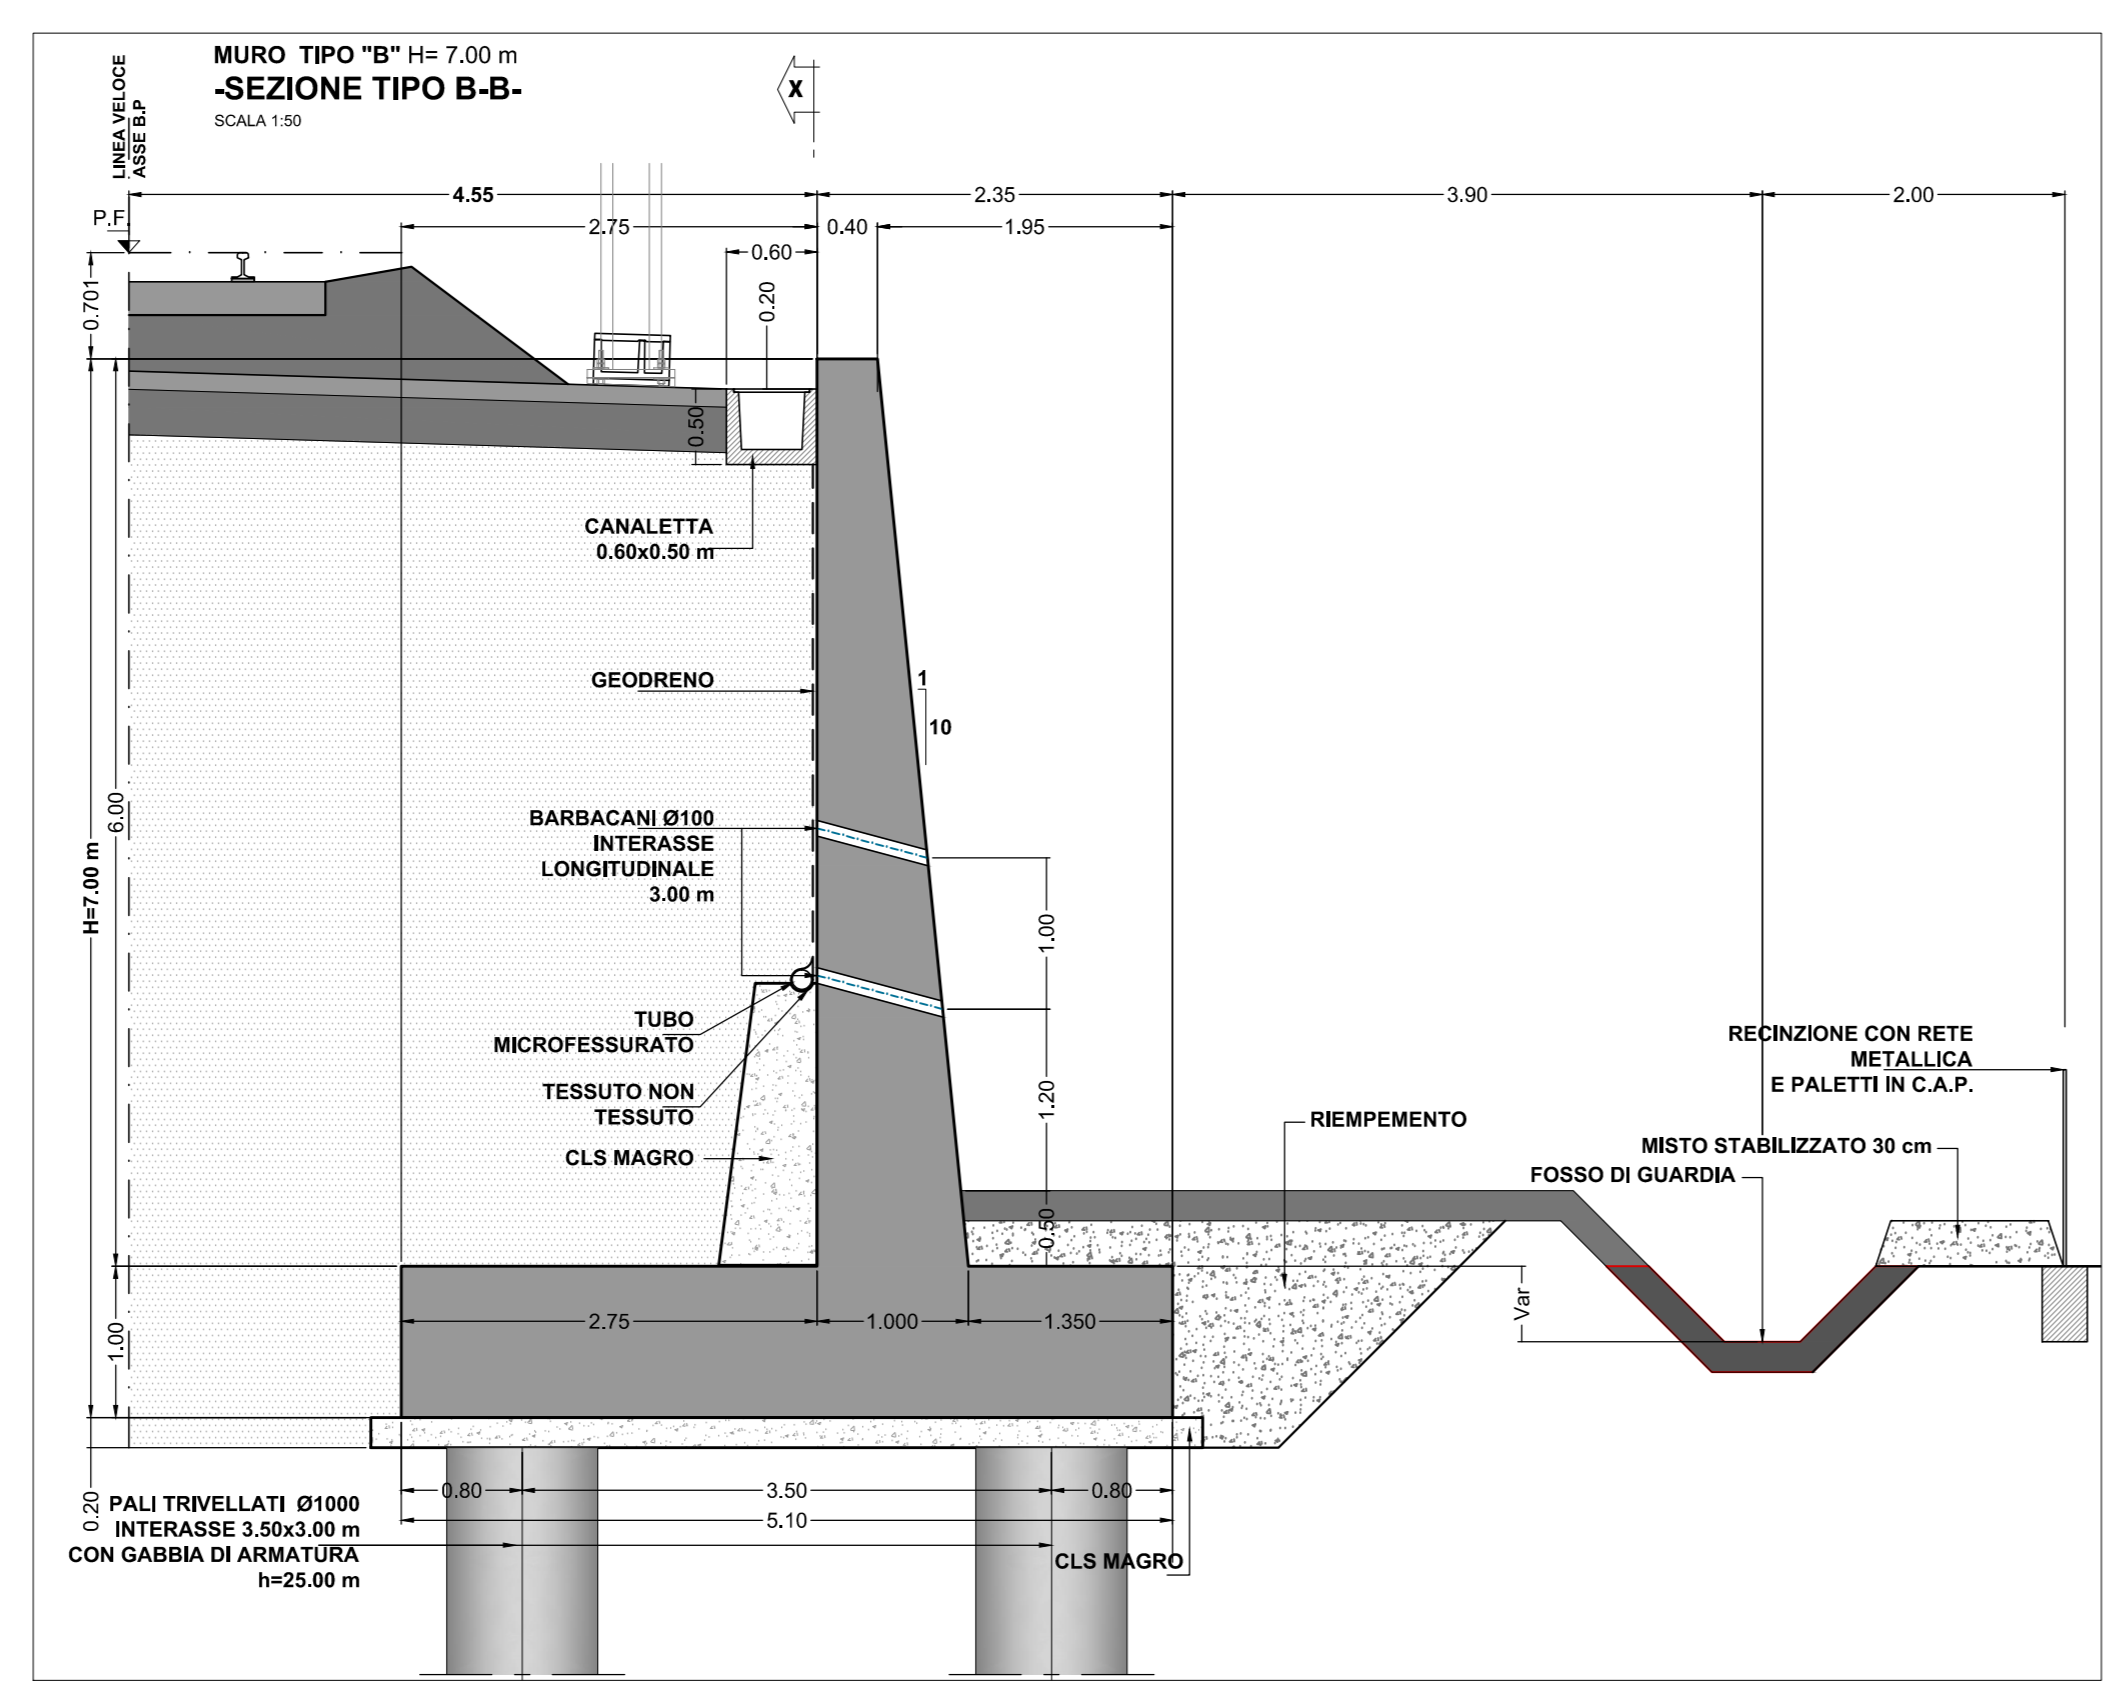 MURO TIPO "B" H= 7.00 m
-SEZIONE TIPO B-B-
SCALA 1:50
LINEA VELOCE
ASSE B.P
X
4.55
2.35
3.90
2.00
P.F.
2.75
0.40
1.95
0.60
0.701
0.20
0.50
CANALETTA
0.60x0.50 m
GEODRENO
1
10
6.00
H=7.00 m
BARBACANI Ø100
INTERASSE
LONGITUDINALE
3.00 m
1.00
TUBO
MICROFESSURATO
TESSUTO NON
TESSUTO
CLS MAGRO
1.20
RECINZIONE CON RETE
METALLICA
E PALETTI IN C.A.P.
RIEMPEMENTO
MISTO STABILIZZATO 30 cm
FOSSO DI GUARDIA
0.50
Var
1.00
2.75
1.000
1.350
0.20
0.80
3.50
0.80
5.10
PALI TRIVELLATI Ø1000
INTERASSE 3.50x3.00 m
CON GABBIA DI ARMATURA
h=25.00 m
CLS MAGRO